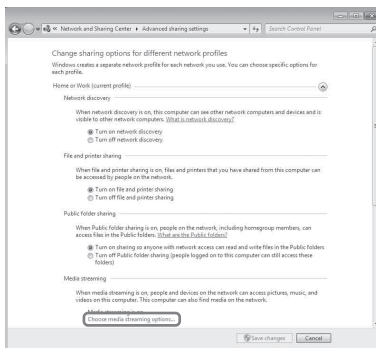 « Network and Sharing Center ▸ Advanced sharing settings
Search Control Panel
Change sharing options for different network profiles
Windows creates a separate network profile for each network you use. You can choose specific options for
each profile.
Home or Work (current profile)
Network discovery
When network discovery is on, this computer can see other network computers and devices and is
visible to other network computers. What is network discovery?
Turn on network discovery
Turn off network discovery
File and printer sharing
When file and printer sharing is on, files and printers that you have shared from this computer can
be accessed by people on the network.
Turn on file and printer sharing
Turn off file and printer sharing
Public folder sharing
When Public folder sharing is on, people on the network, including homegroup members, can
access files in the Public folders. What are the Public folders?
Turn on sharing so anyone with network access can read and write files in the Public folders
Turn off Public folder sharing (people logged on to this computer can still access these
folders)
Media streaming
When media streaming is on, people and devices on the network can access pictures, music, and
videos on this computer. This computer can also find media on the network.
Media streaming is on.
Choose media streaming options...
Save changes
Cancel